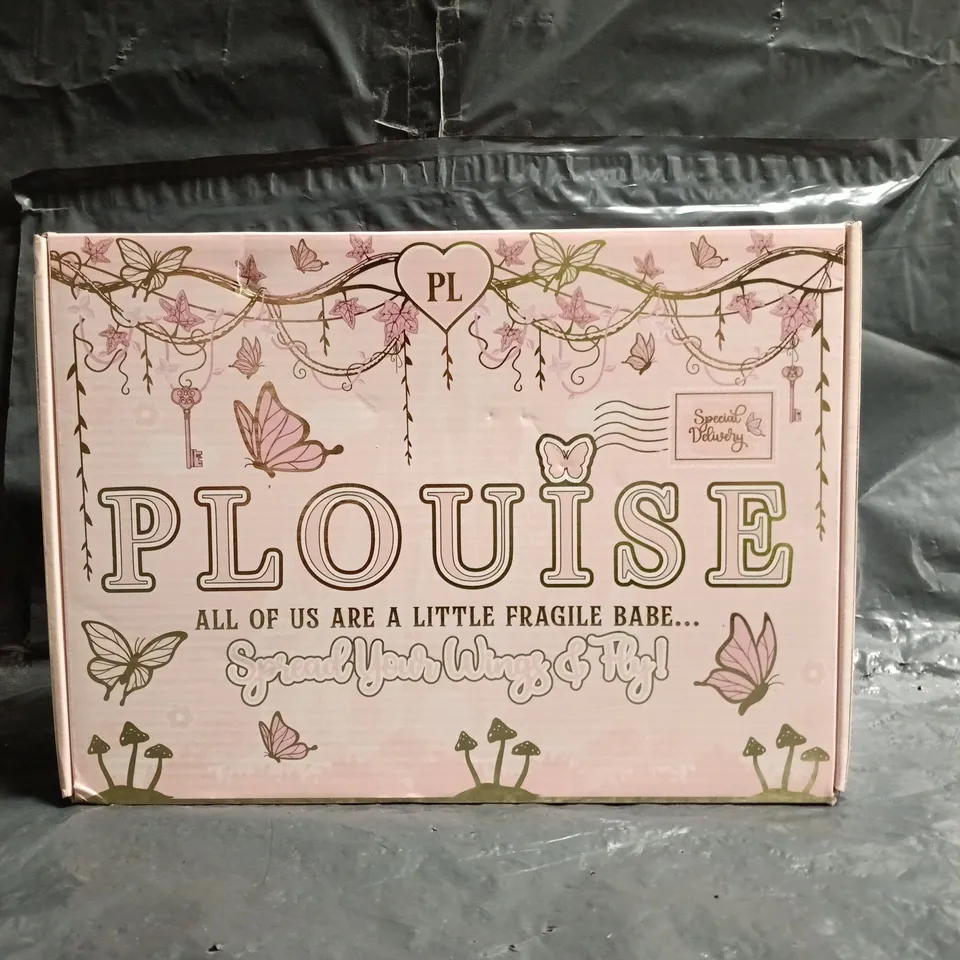 PL
Special
Delivery
PLOUISE
ALL OF US ARE A LITTLE FRAGILE BABE...
Spread Your Wings & Fly!